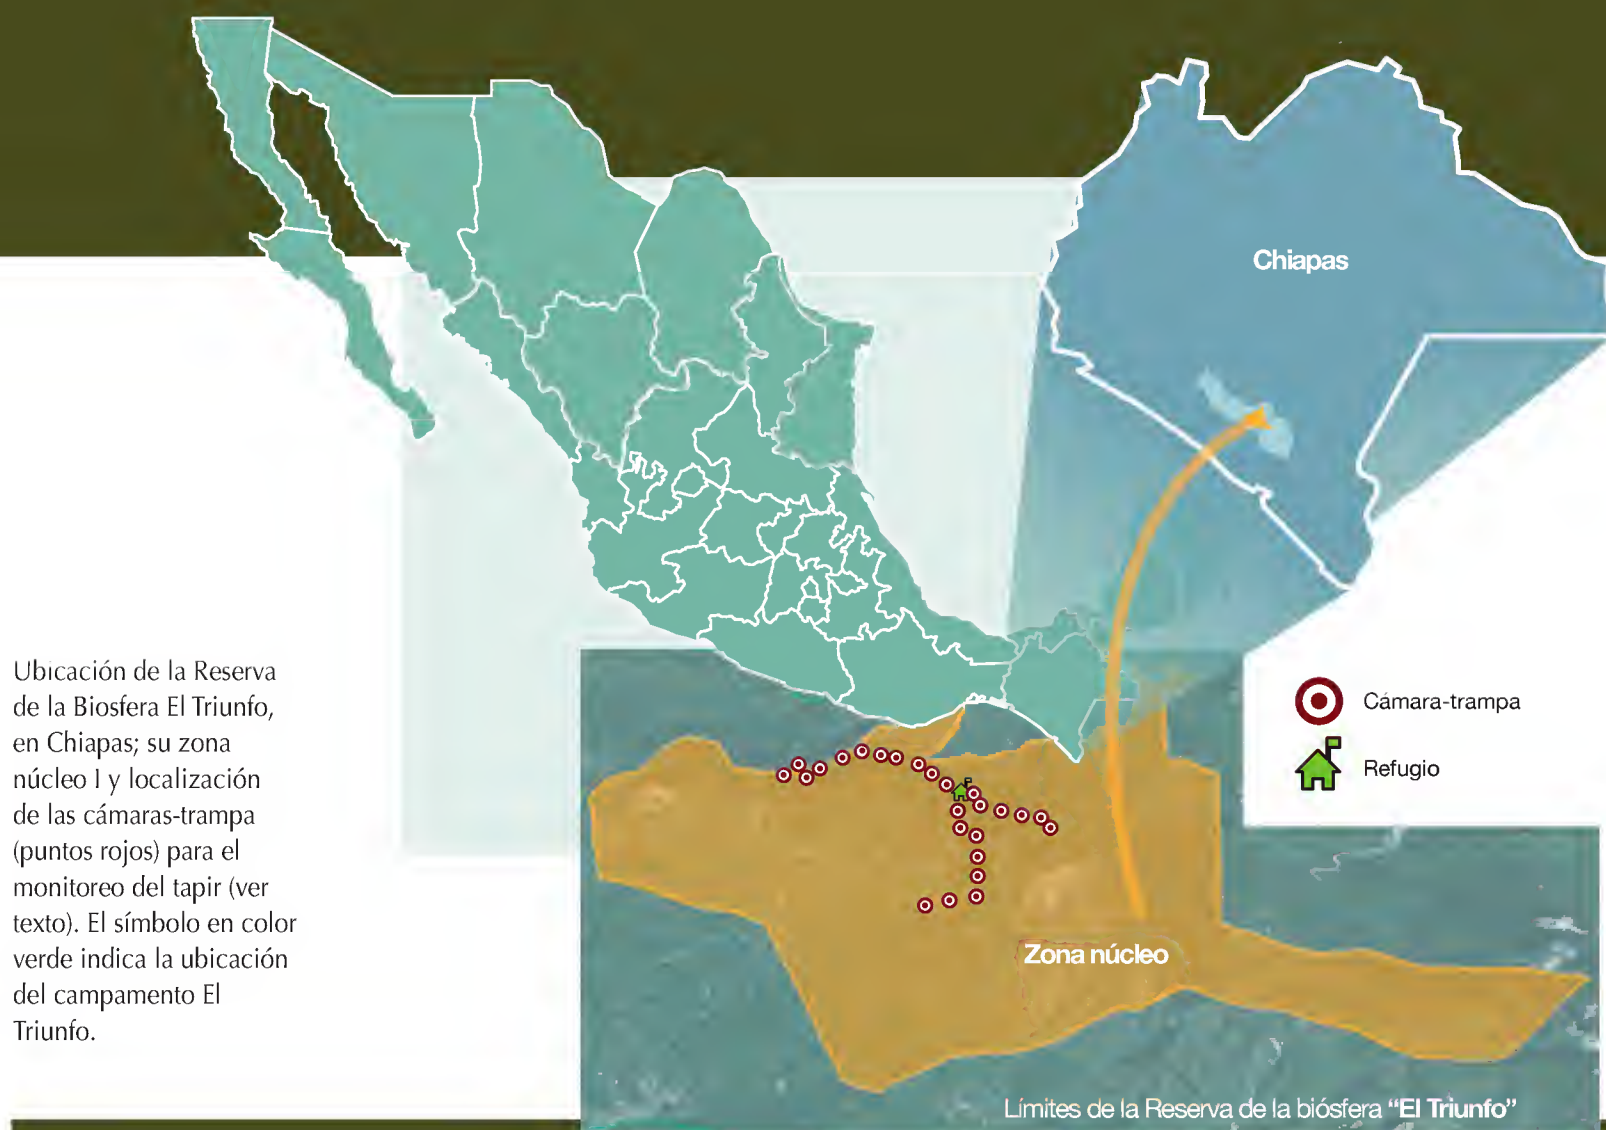 Chiapas
Ubicación de la Reserva
de la Biosfera El Triunfo,
en Chiapas; su zona
núcleo I y localización
de las cámaras-trampa
(puntos rojos) para el
monitoreo del tapir (ver
texto). El símbolo en color
verde indica la ubicación
del campamento El
Triunfo.
Cámara-trampa
Refugio
Zona núcleo
Límites de la Reserva de la biósfera “El Triunfo”